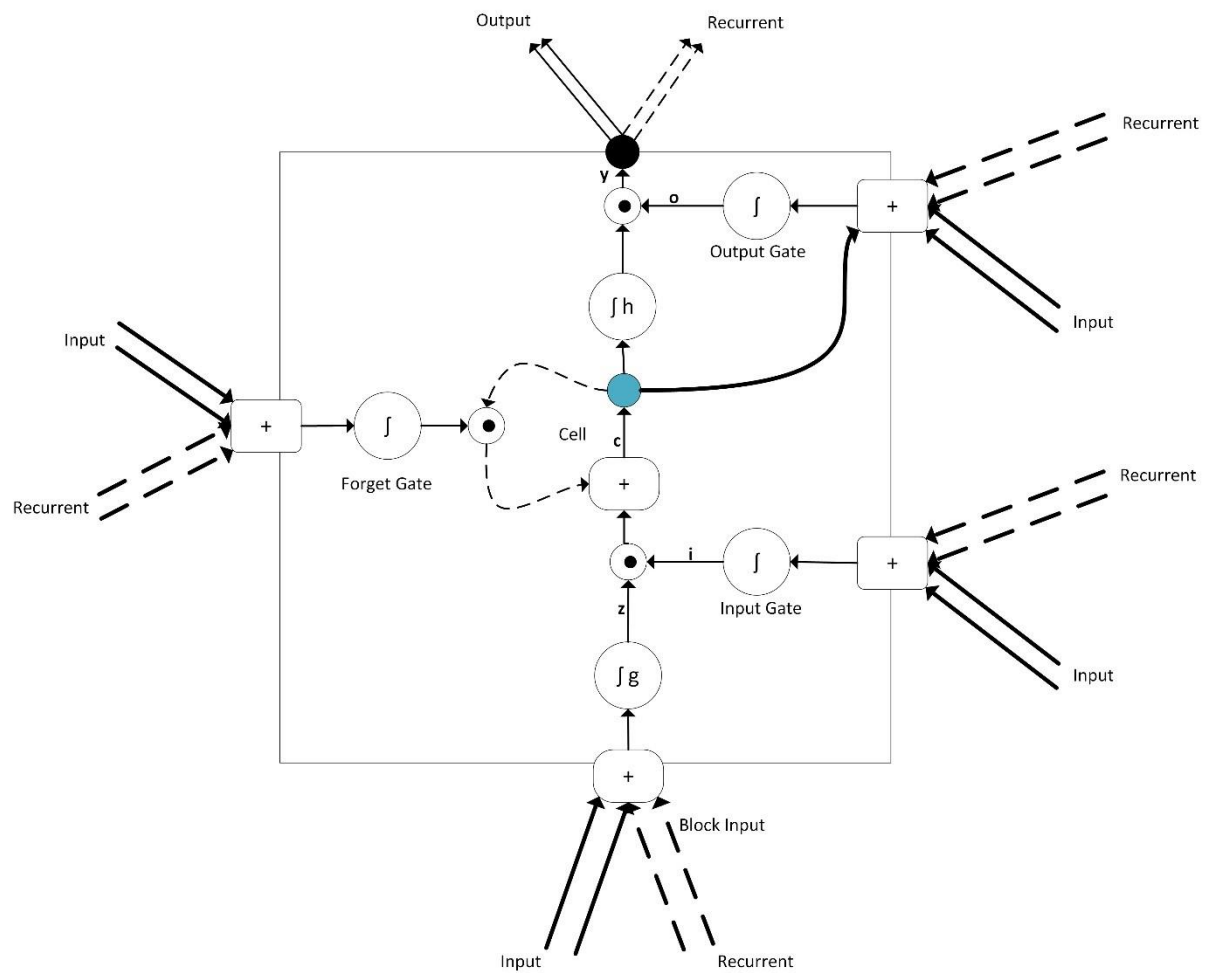 Output
Recurrent
Recurrent
y
o
∫
+
Output Gate
∫ h
Input
Input
+
∫
Cell
c
Forget Gate
+
Recurrent
Recurrent
i
∫
+
z
Input Gate
∫ g
Input
+
Block Input
Input
Recurrent